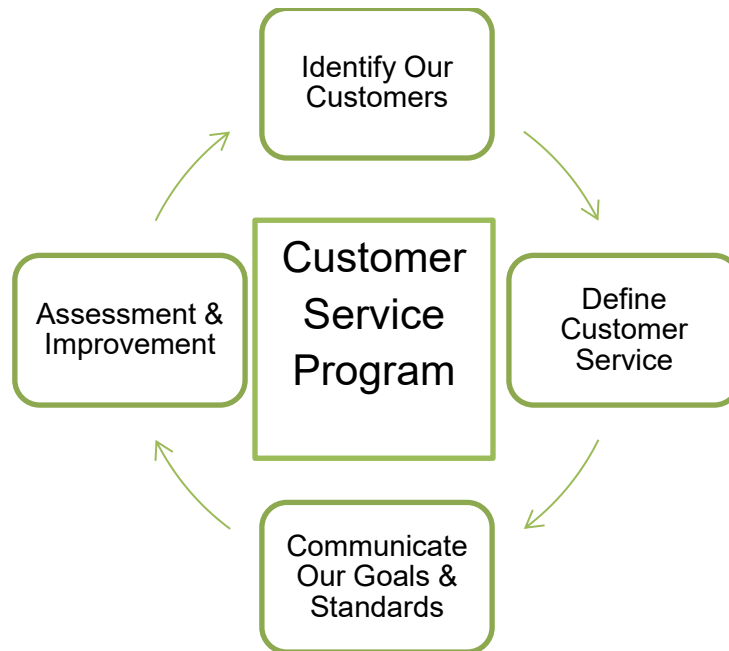 Identify Our
Customers
Customer
Service
Program
Assessment &
Improvement
Define
Customer
Service
Communicate
Our Goals &
Standards